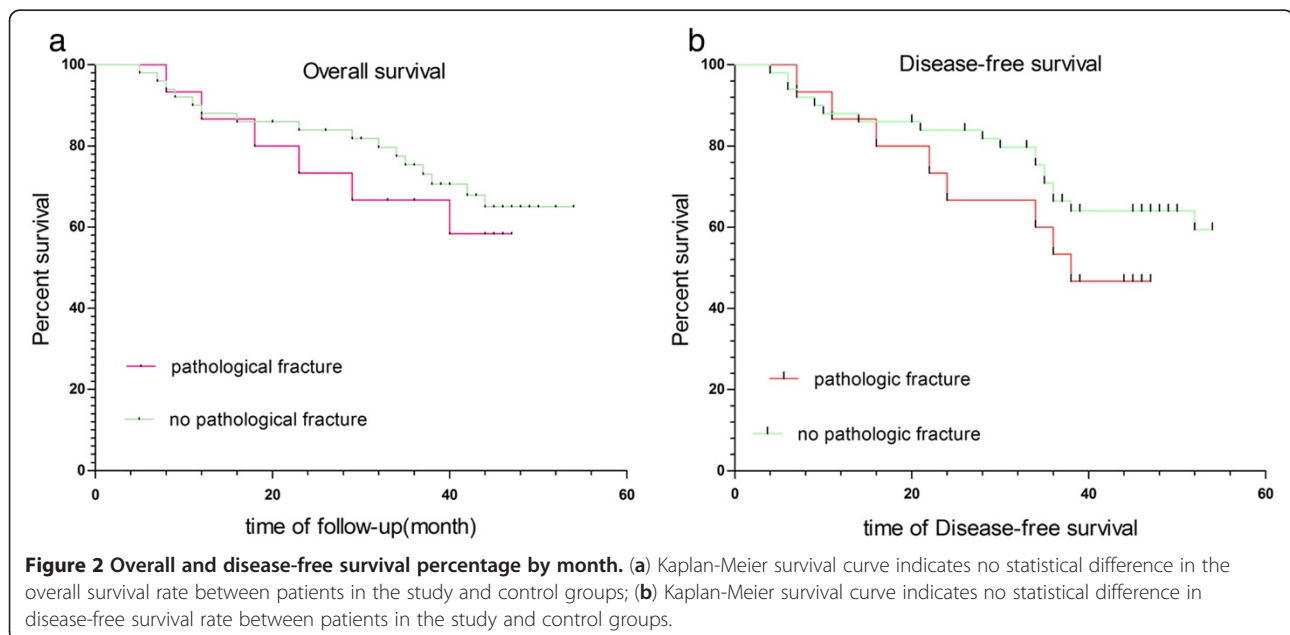 a
Overall survival
100
80
60
40
20
0
Percent survival
pathological fracture
no pathological fracture
0 20 40 60
time of follow-up(month)
b
Disease-free survival
100
80
60
40
20
0
Percent survival
pathologic fracture
no pathologic fracture
0 20 40 60
time of Disease-free survival
Figure 2 Overall and disease-free survival percentage by month. (a) Kaplan-Meier survival curve indicates no statistical difference in the
overall survival rate between patients in the study and control groups; (b) Kaplan-Meier survival curve indicates no statistical difference in
disease-free survival rate between patients in the study and control groups.